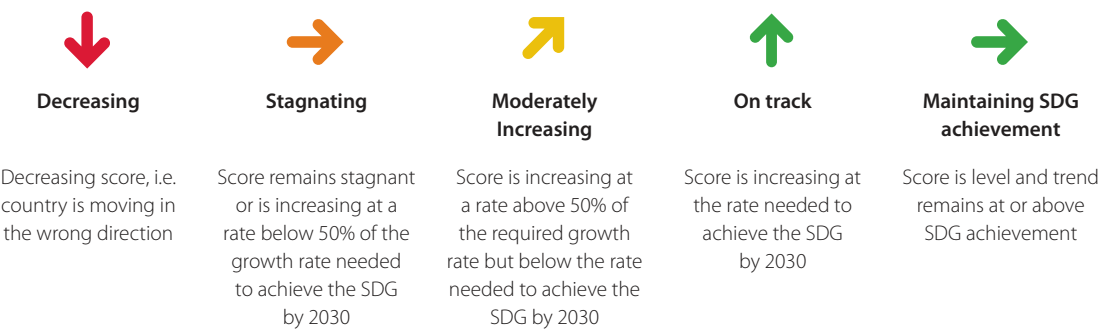 Decreasing
Decreasing score, i.e.
country is moving in
the wrong direction
Stagnating
Score remains stagnant
or is increasing at a
rate below 50% of the
growth rate needed
to achieve the SDG
by 2030
Moderately
Increasing
Score is increasing at
a rate above 50% of
the required growth
rate but below the rate
needed to achieve the
SDG by 2030
On track
Score is increasing at
the rate needed to
achieve the SDG
by 2030
Maintaining SDG
achievement
Score is level and trend
remains at or above
SDG achievement